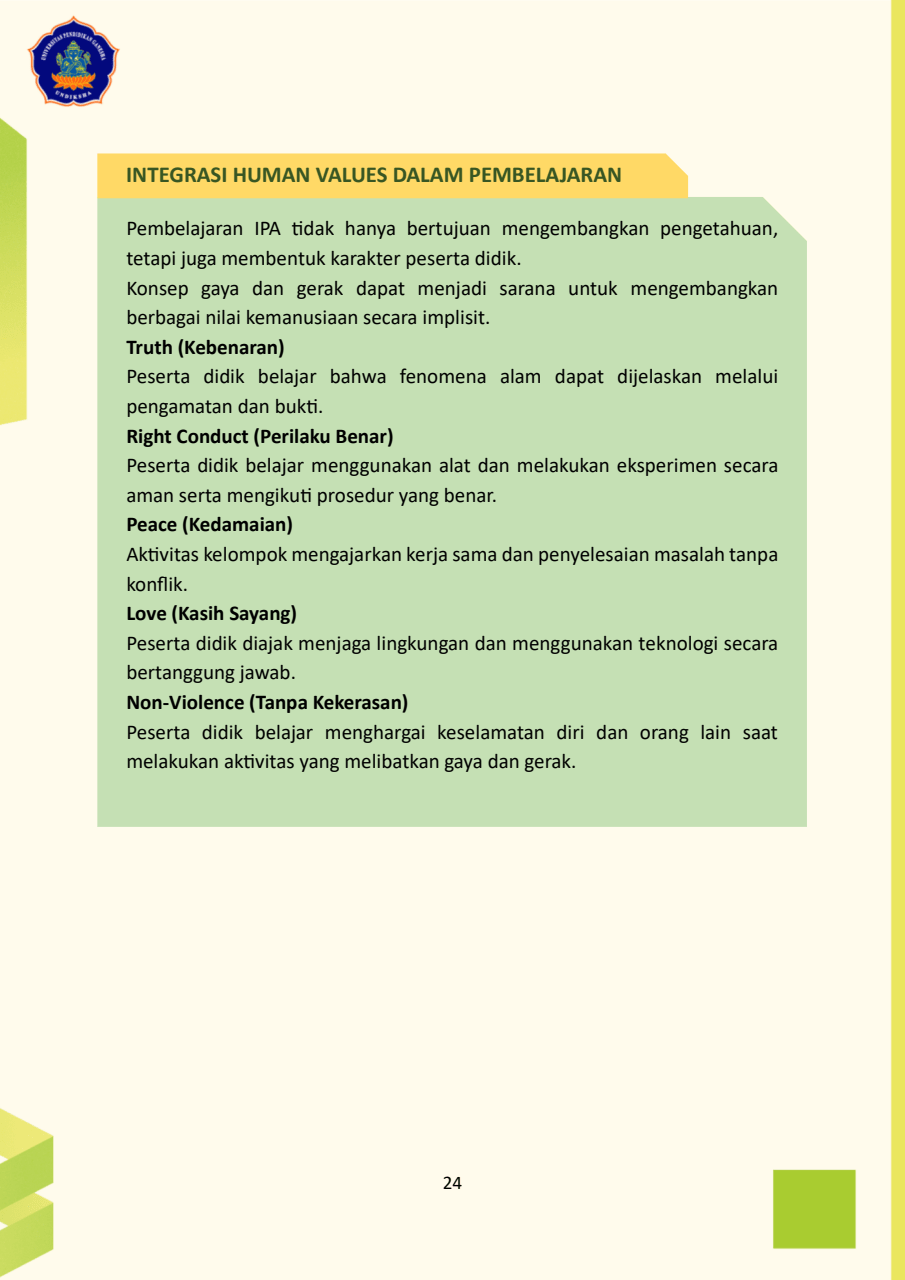 UNIVERSITAS PENDIDIKAN GANESHA
UNDIKSHA
INTEGRASI HUMAN VALUES DALAM PEMBELAJARAN
Pembelajaran IPA tidak hanya bertujuan mengembangkan pengetahuan,
tetapi juga membentuk karakter peserta didik.
Konsep gaya dan gerak dapat menjadi sarana untuk mengembangkan
berbagai nilai kemanusiaan secara implisit.
Truth (Kebenaran)
Peserta didik belajar bahwa fenomena alam dapat dijelaskan melalui
pengamatan dan bukti.
Right Conduct (Perilaku Benar)
Peserta didik belajar menggunakan alat dan melakukan eksperimen secara
aman serta mengikuti prosedur yang benar.
Peace (Kedamaian)
Aktivitas kelompok mengajarkan kerja sama dan penyelesaian masalah tanpa
konflik.
Love (Kasih Sayang)
Peserta didik diajak menjaga lingkungan dan menggunakan teknologi secara
bertanggung jawab.
Non-Violence (Tanpa Kekerasan)
Peserta didik belajar menghargai keselamatan diri dan orang lain saat
melakukan aktivitas yang melibatkan gaya dan gerak.
24